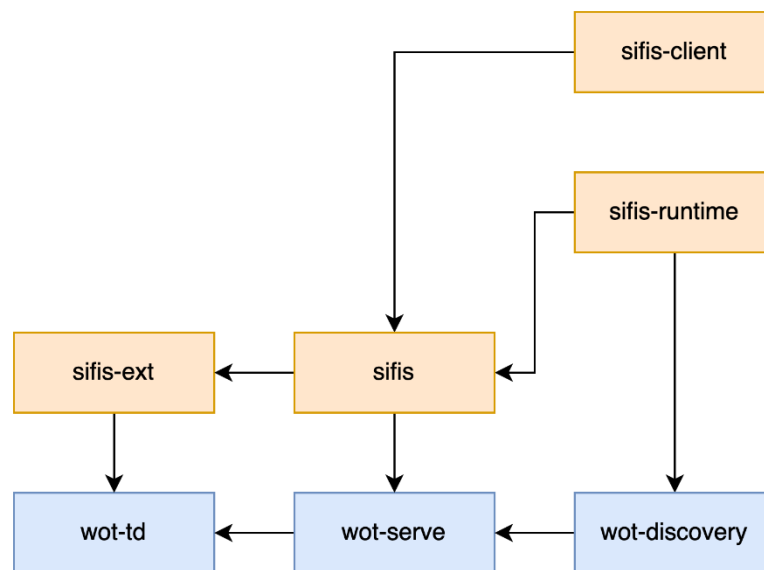 sifis-client
sifis-runtime
sifis-ext
sifis
wot-td
wot-serve
wot-discovery